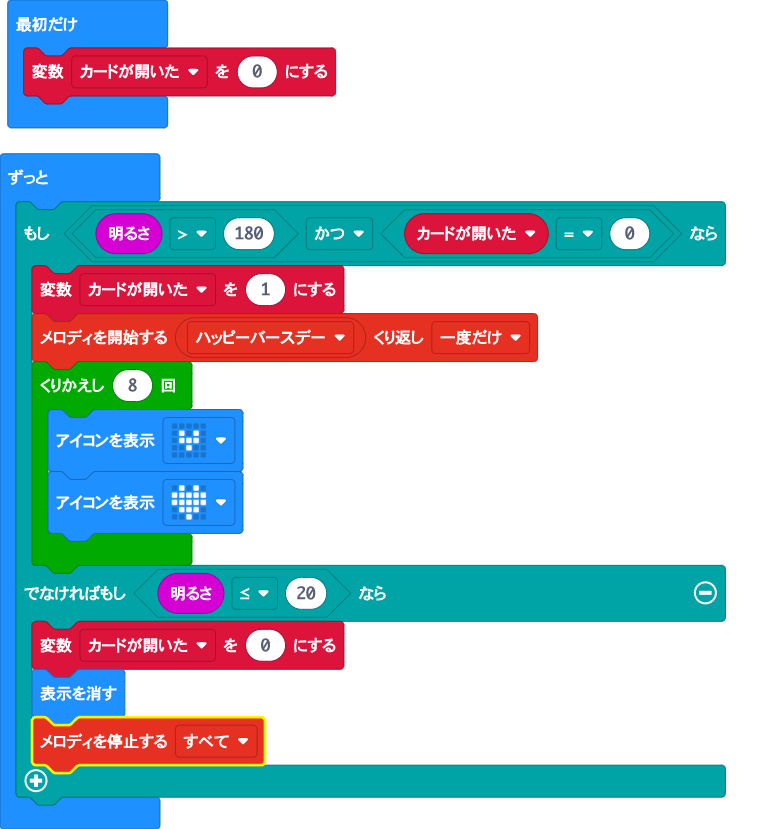 最初だけ
変数 カードが開いた を 0 にする
ずっと
もし 明るさ > 180 かつ カードが開いた = 0 なら
変数 カードが開いた を 1 にする
メロディを開始する ハッピーバースデー くり返し 一度だけ
くりかえし 8 回
アイコンを表示
アイコンを表示
でなければもし 明るさ ≤ 20 なら
変数 カードが開いた を 0 にする
表示を消す
メロディを停止する すべて